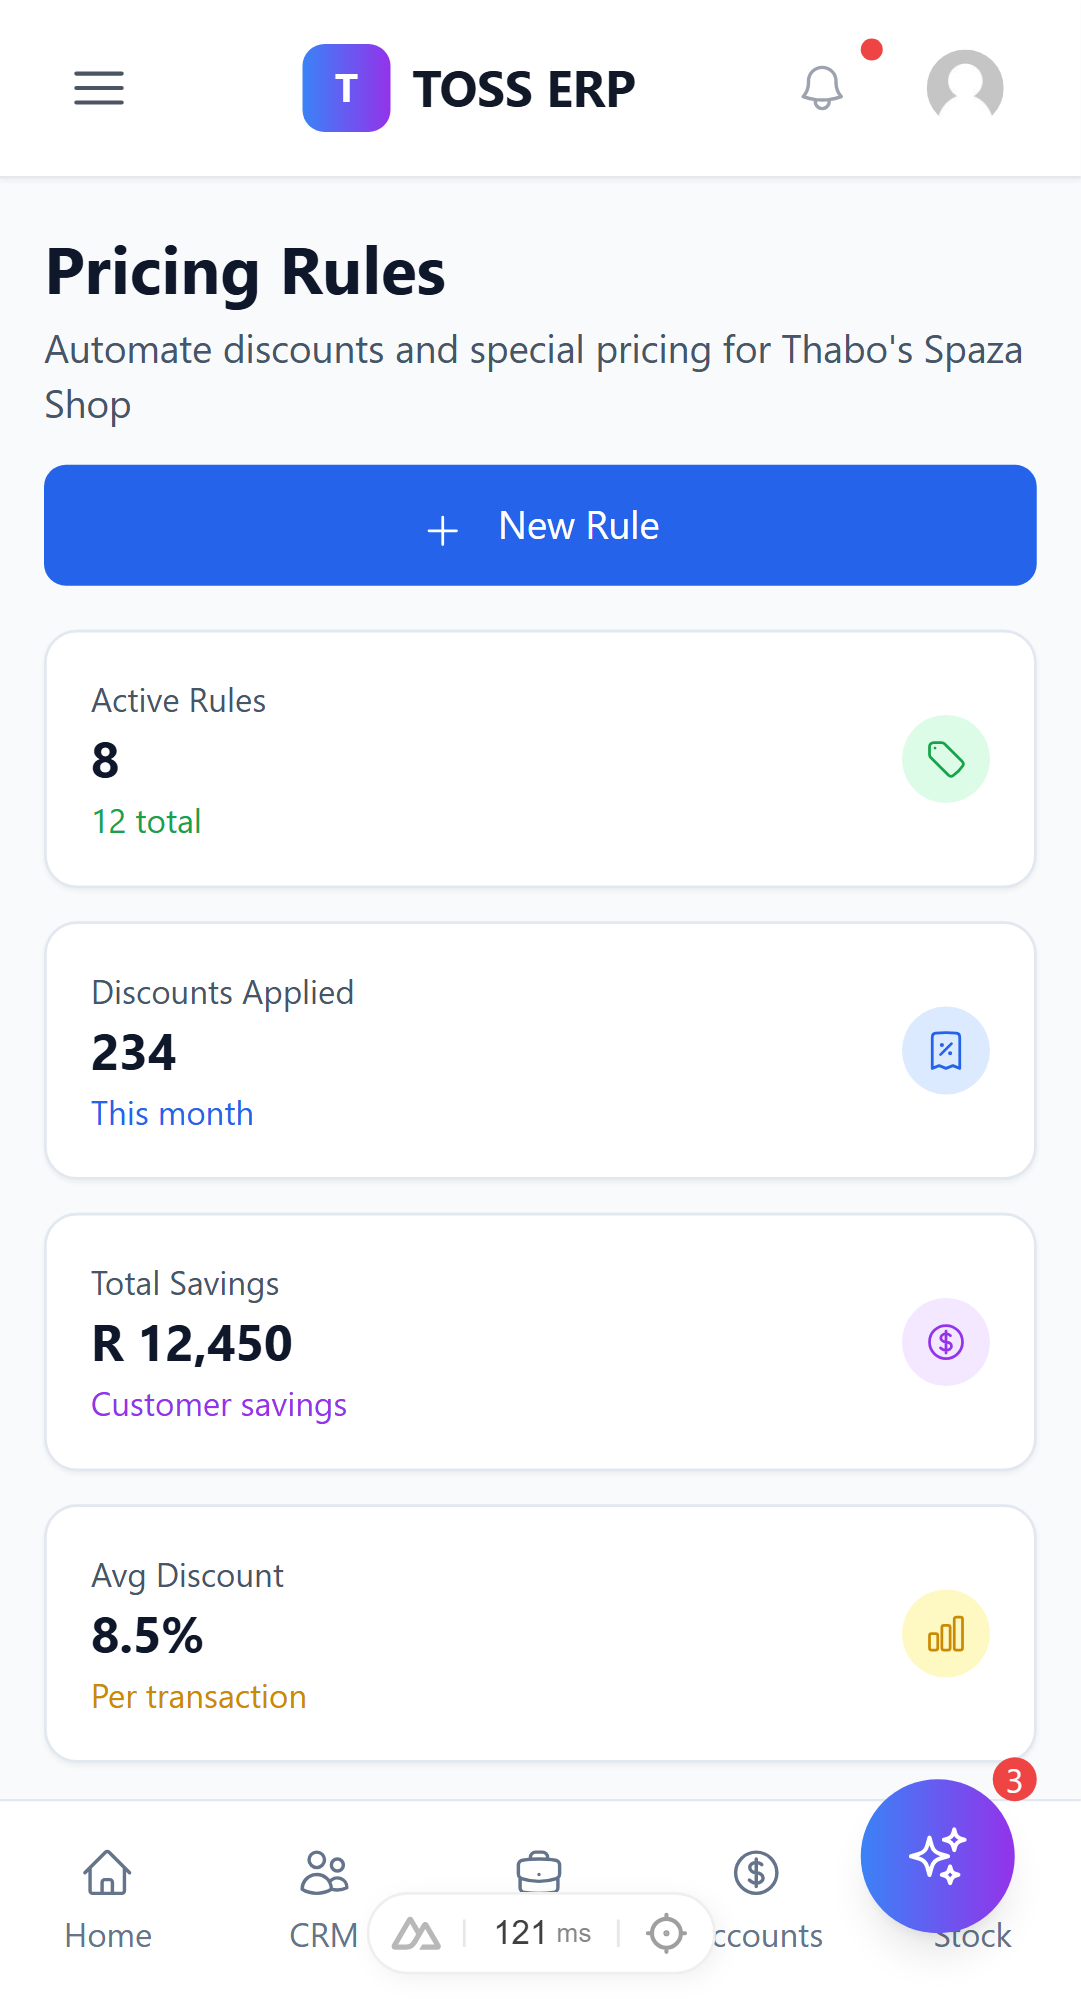 T TOSS ERP
Pricing Rules
Automate discounts and special pricing for Thabo's Spaza
Shop
New Rule
Active Rules
8
12 total
Discounts Applied
234
This month
Total Savings
R 12,450
Customer savings
Avg Discount
8.5%
Per transaction
3
Home
CRM
121 ms
ccounts
Stock